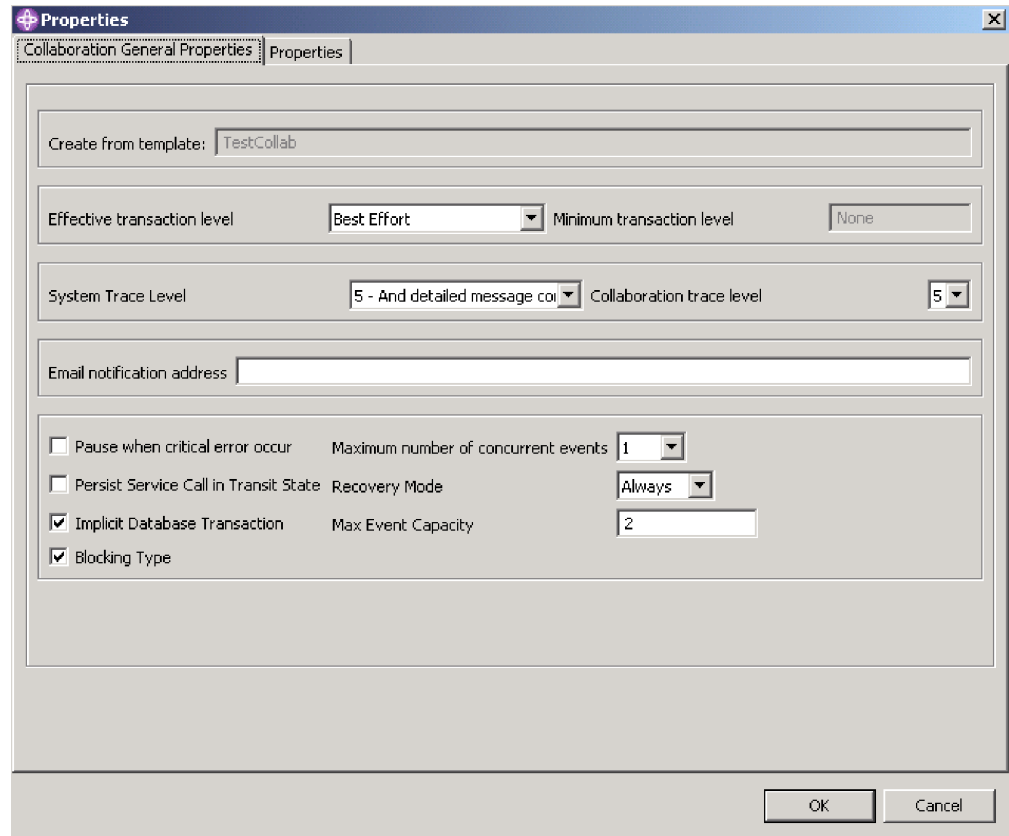 Properties
Collaboration General Properties Properties
Create from template: TestCollab
Effective transaction level Best Effort Minimum transaction level None
System Trace Level 5 - And detailed message Collaboration trace level 5
Email notification address
Pause when critical error occur Maximum number of concurrent events 1
Persist Service Call in Transit State Recovery Mode Always
Implicit Database Transaction Max Event Capacity 2
Blocking Type
OK Cancel